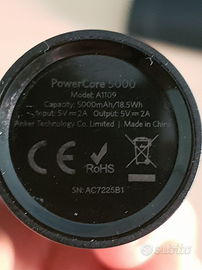 PowerCore 5000
Model: A1109
Capacity: 5000mAh/18.5Wh
Input: 5V⎓2A Output: 5V⎓2A
Anker Technology Co. Limited | Made in China
CE RoHS
SN: AC7225B1
subito